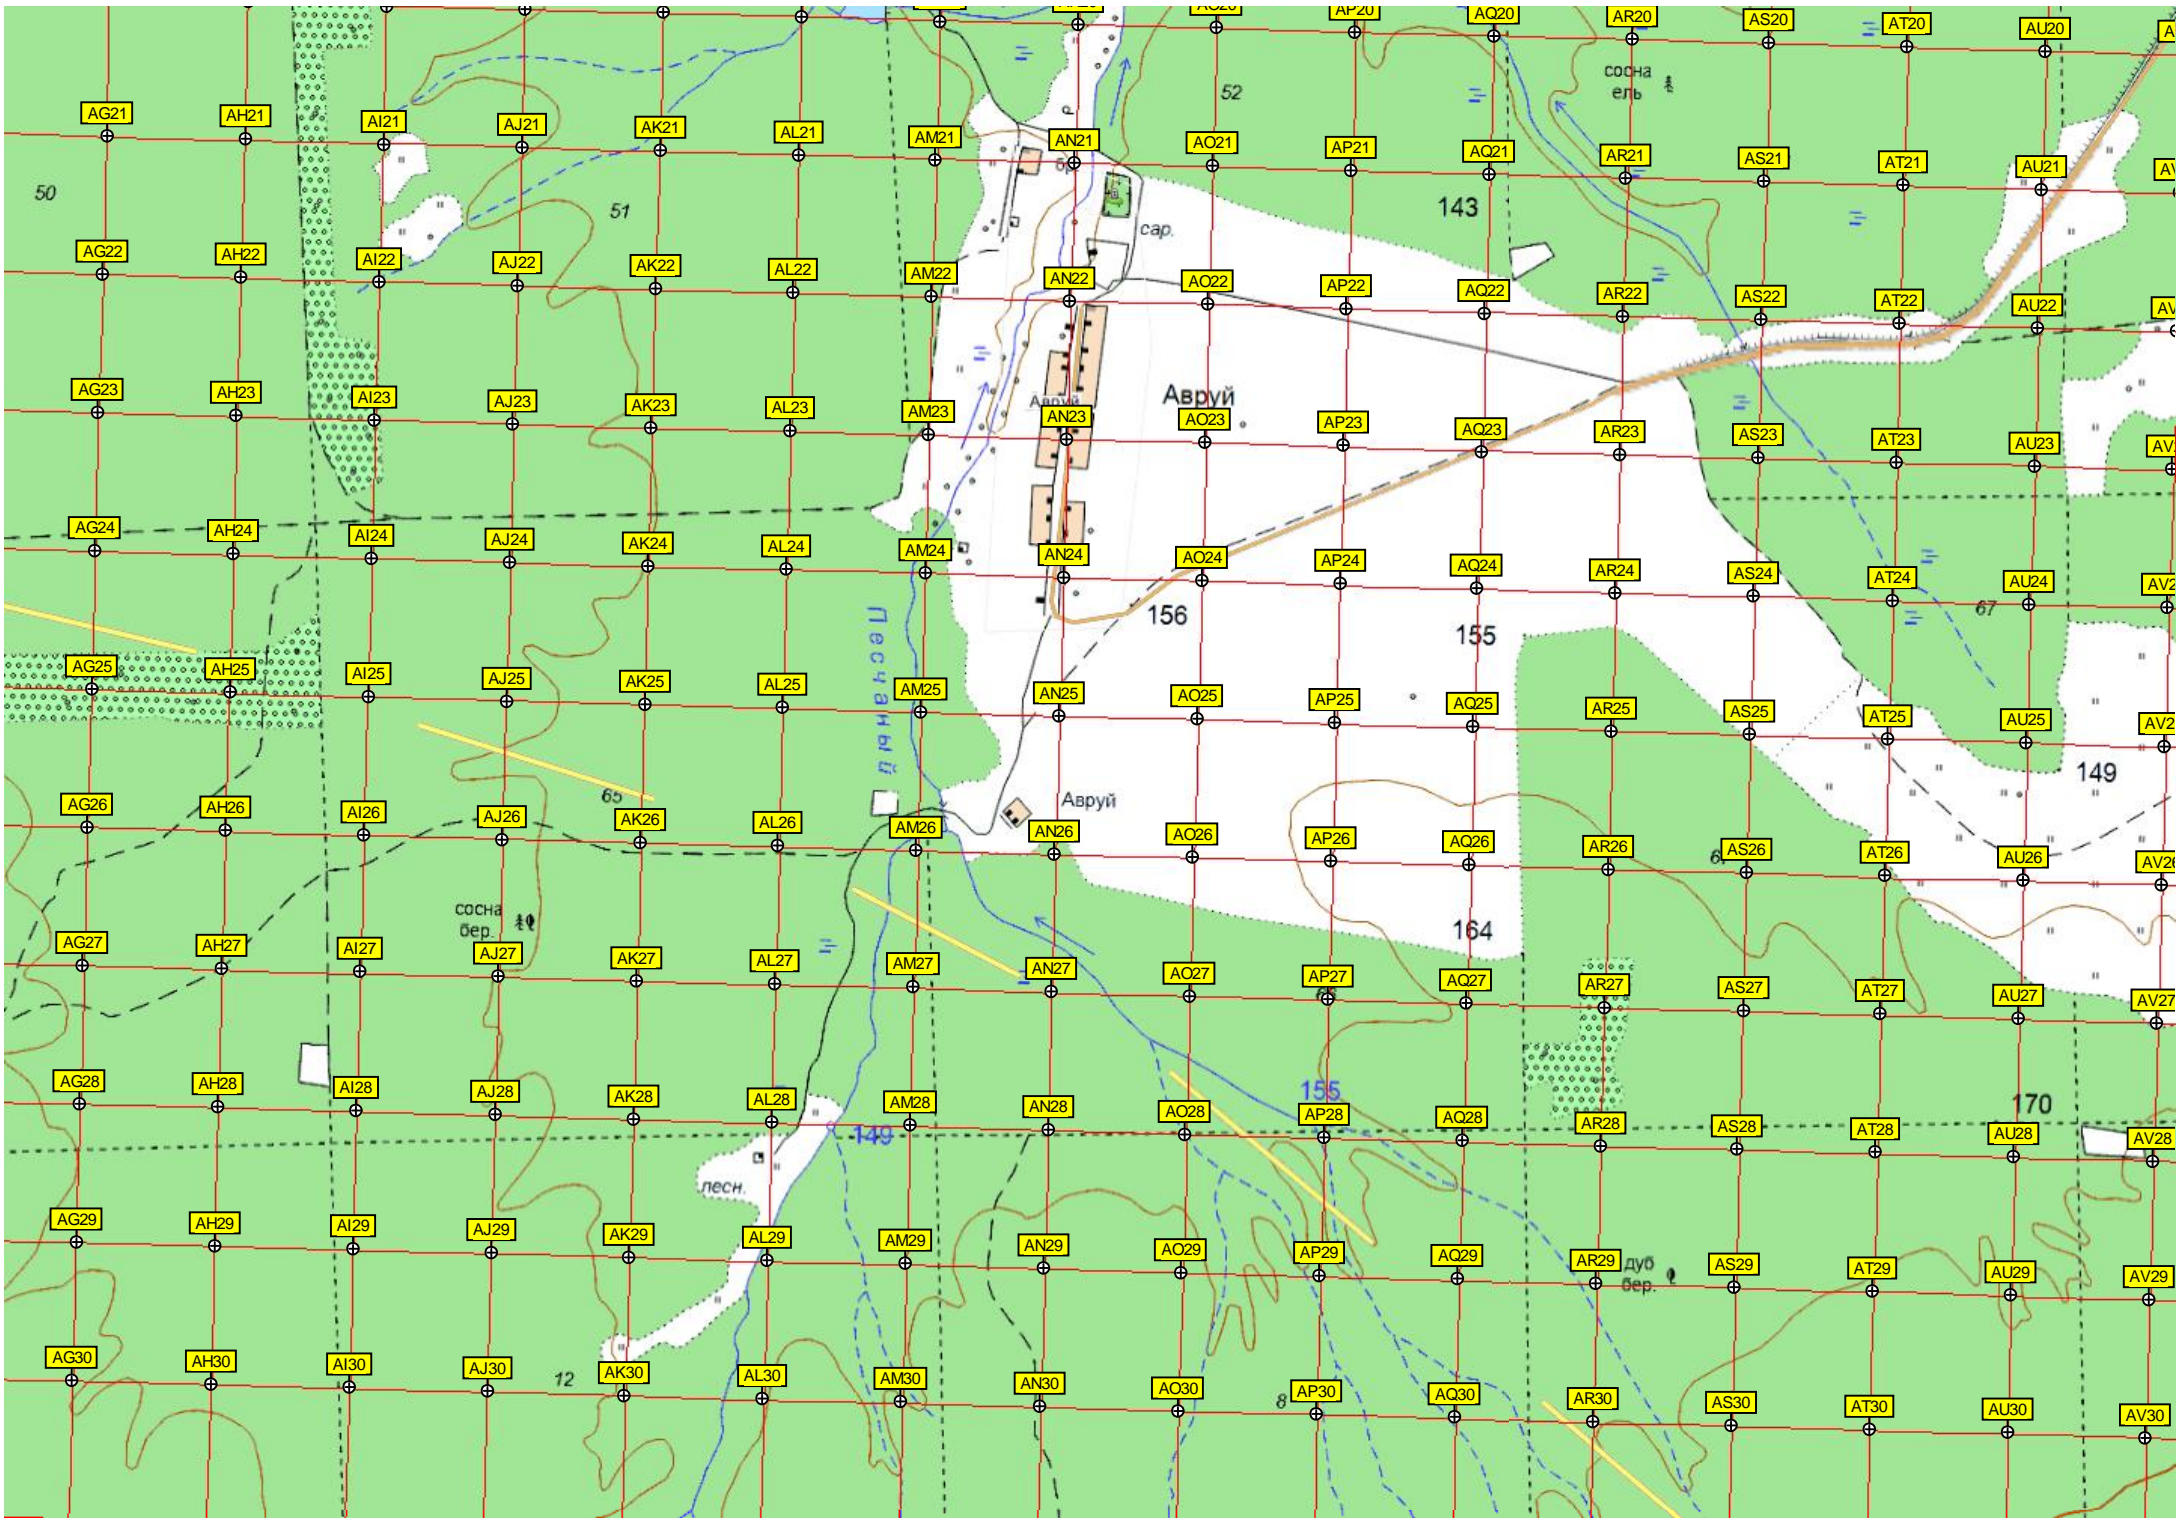 AO20
AP20
AQ20
AR20
AS20
AT20
AU20
сосна
ель
52
AG21
AH21
AI21
AJ21
AK21
AL21
AM21
AN21
AO21
AP21
AQ21
AR21
AS21
AT21
AU21
50
51
143
сар.
AG22
AH22
AI22
AJ22
AK22
AL22
AM22
AN22
AO22
AP22
AQ22
AR22
AS22
AT22
AU22
Авруй
Авруй
AG23
AH23
AI23
AJ23
AK23
AL23
AM23
AN23
AO23
AP23
AQ23
AR23
AS23
AT23
AU23
AG24
AH24
AI24
AJ24
AK24
AL24
AM24
AN24
AO24
AP24
AQ24
AR24
AS24
AT24
AU24
67
156
155
Песчаный
AG25
AH25
AI25
AJ25
AK25
AL25
AM25
AN25
AO25
AP25
AQ25
AR25
AS25
AT25
AU25
149
65
Авруй
AG26
AH26
AI26
AJ26
AK26
AL26
AM26
AN26
AO26
AP26
AQ26
AR26
AS26
AT26
AU26
AV26
сосна
бер.
164
AG27
AH27
AI27
AJ27
AK27
AL27
AM27
AN27
AO27
AP27
AQ27
AR27
AS27
AT27
AU27
AV27
155
170
AG28
AH28
AI28
AJ28
AK28
AL28
AM28
AN28
AO28
AP28
AQ28
AR28
AS28
AT28
AU28
AV28
149
лесн.
AG29
AH29
AI29
AJ29
AK29
AL29
AM29
AN29
AO29
AP29
AQ29
AR29
AS29
AT29
AU29
AV29
дуб
бер.
12
8
AG30
AH30
AI30
AJ30
AK30
AL30
AM30
AN30
AO30
AP30
AQ30
AR30
AS30
AT30
AU30
AV30